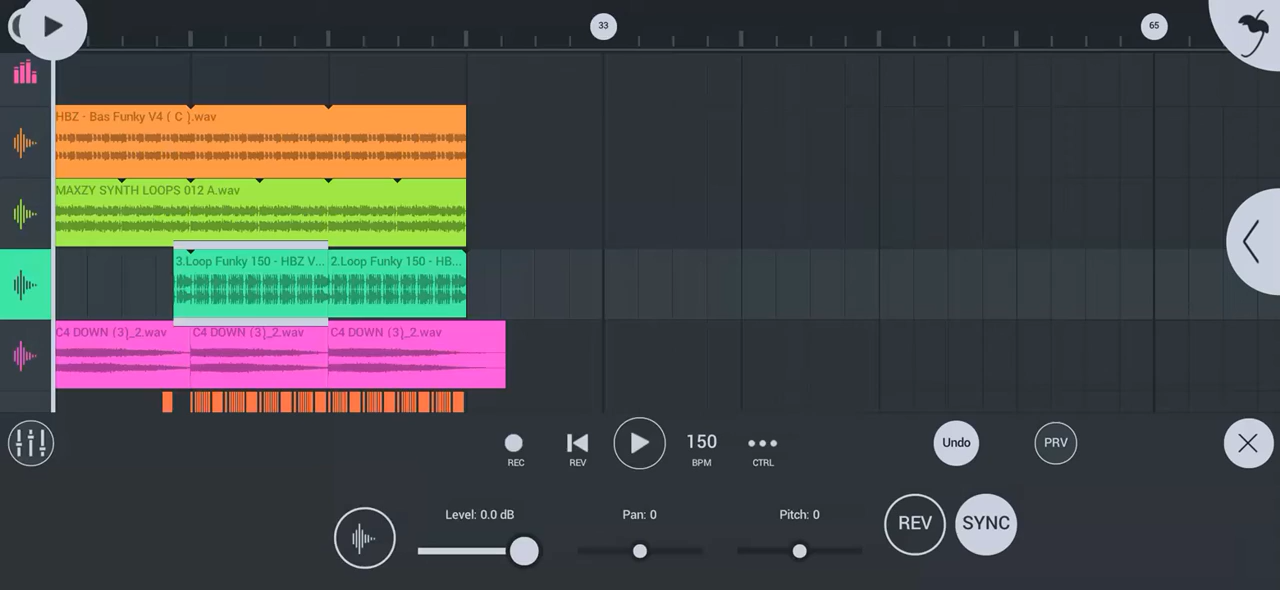 33
65
HBZ - Bas Funky V4 ( C ).wav
MAXZY SYNTH LOOPS 012 A.wav
3.Loop Funky 150 - HBZ V... 2.Loop Funky 150 - HB...
C4 DOWN (3)_2.wav C4 DOWN (3)_2.wav C4 DOWN (3)_2.wav
150
Undo
PRV
REC
REV
BPM
CTRL
Level: 0.0 dB
Pan: 0
Pitch: 0
REV
SYNC